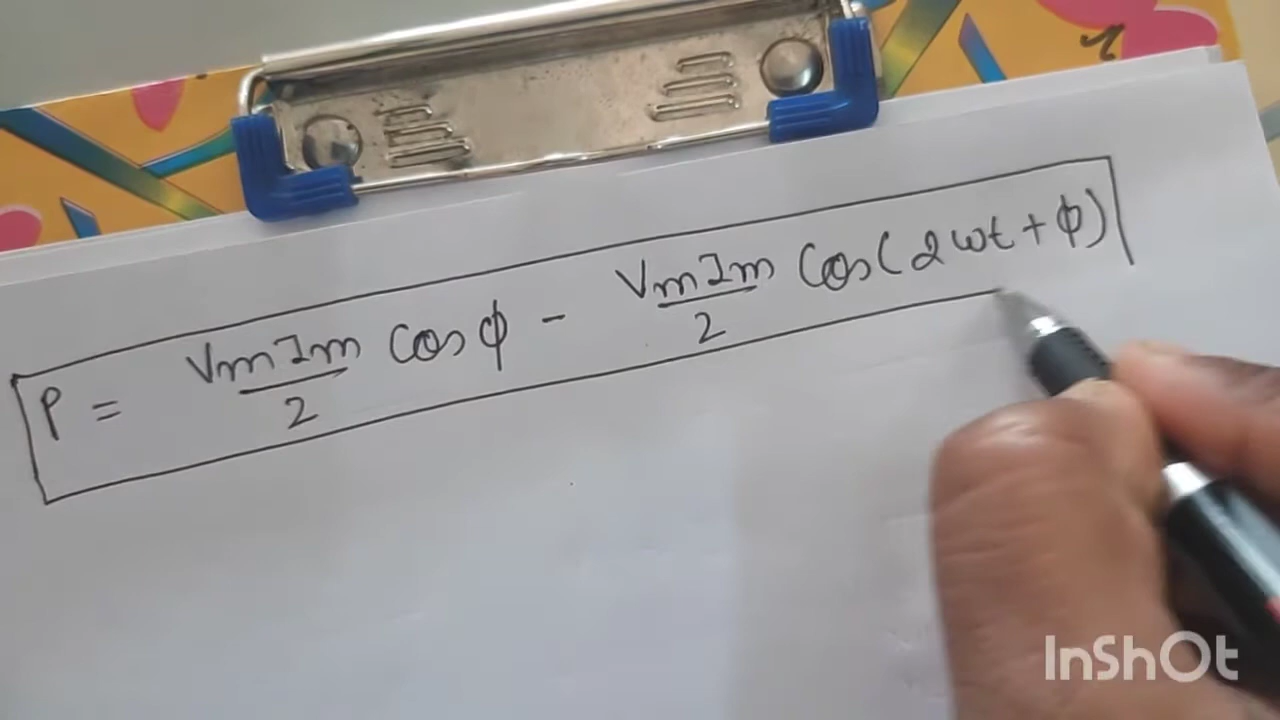 P = VmIm/2 Cos φ - VmIm/2 Cos(2ωt + φ)
InShOt